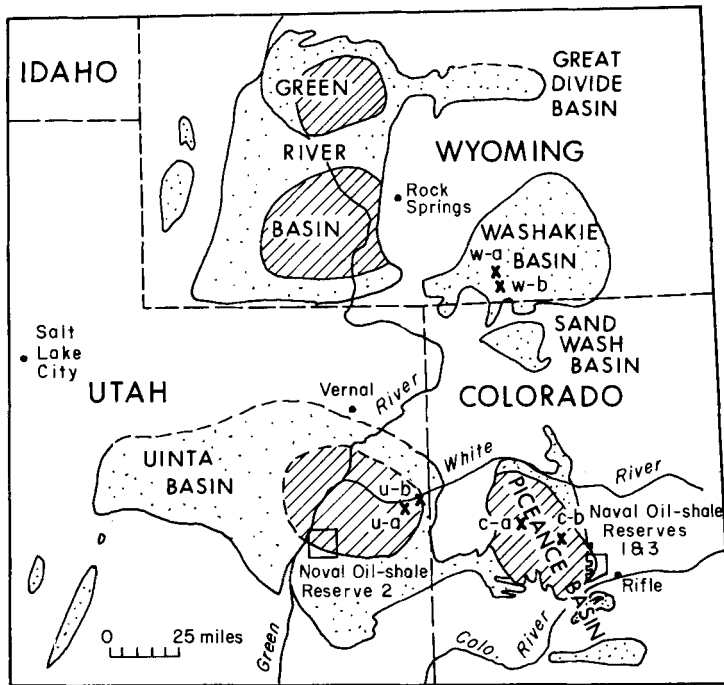 IDAHO
GREEN
GREAT
DIVIDE
BASIN
RIVER
WYOMING
Rock
Springs
BASIN
WASHAKIE
BASIN
w-a
w-b
Salt
Lake
City
SAND
WASH
BASIN
UTAH
Vernal
River
COLORADO
UINTA
BASIN
White
River
u-b
u-a
PICEANCE BASIN
c-a
c-b
Naval Oil-shale
Reserves
1&3
Rifle
Naval Oil-shale
Reserve 2
0 25 miles
Green
Colo. River